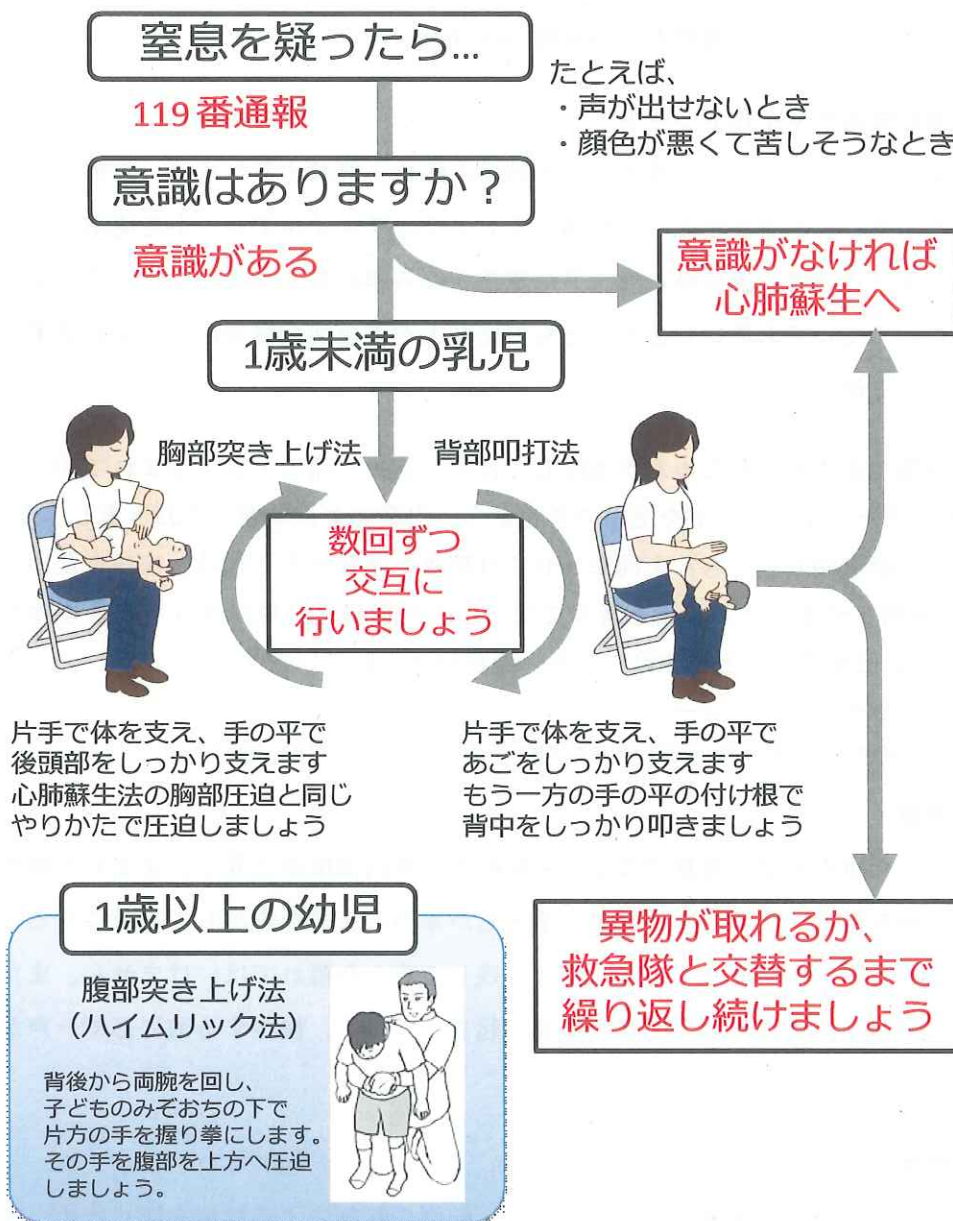 窒息を疑ったら...
119番通報
たとえば、
・声が出せないとき
・顔色が悪くて苦しそうなとき
意識はありますか？
意識がある
意識がなければ
心肺蘇生へ
1歳未満の乳児
胸部突き上げ法
背部叩打法
数回ずつ
交互に
行いましょう
片手で体を支え、手の平で
後頭部をしっかり支えます
心肺蘇生法の胸部圧迫と同じ
やりかたで圧迫しましょう
片手で体を支え、手の平で
あごをしっかり支えます
もう一方の手の平の付け根で
背中をしっかり叩きましょう
1歳以上の幼児
腹部突き上げ法
（ハイムリック法）
背後から両腕を回し、
子どものみぞおちの下で
片方の手を握り拳にします。
その手を腹部を上方へ圧迫
しましょう。
異物が取れるか、
救急隊と交替するまで
繰り返し続けましょう